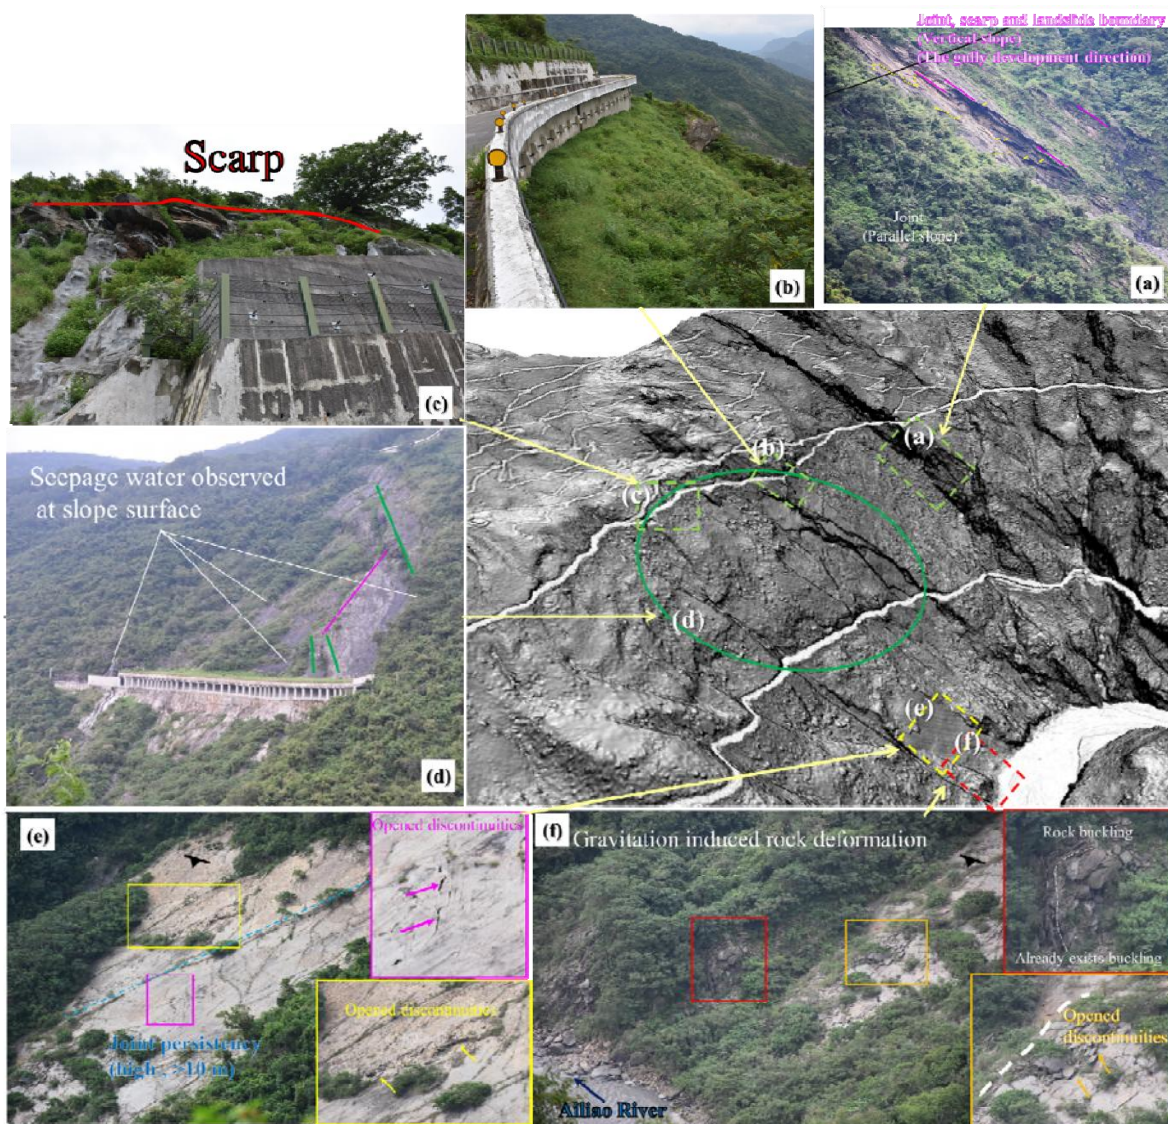 Joint, scarp and landslide boundary
(Vertical slope)
(The gully development direction)
Joint
(Parallel slope)
(a)
(b)
Scarp
(c)
Seepage water observed
at slope surface
(d)
(a)
(b)
(c)
(d)
(e)
(f)
(e)
Opened discontinuities
Joint persistency
(high , >10 m)
Opened discontinuities
(f)
Gravitation induced rock deformation
Rock buckling
Already exists buckling
Opened
discontinuities
Ailiao River